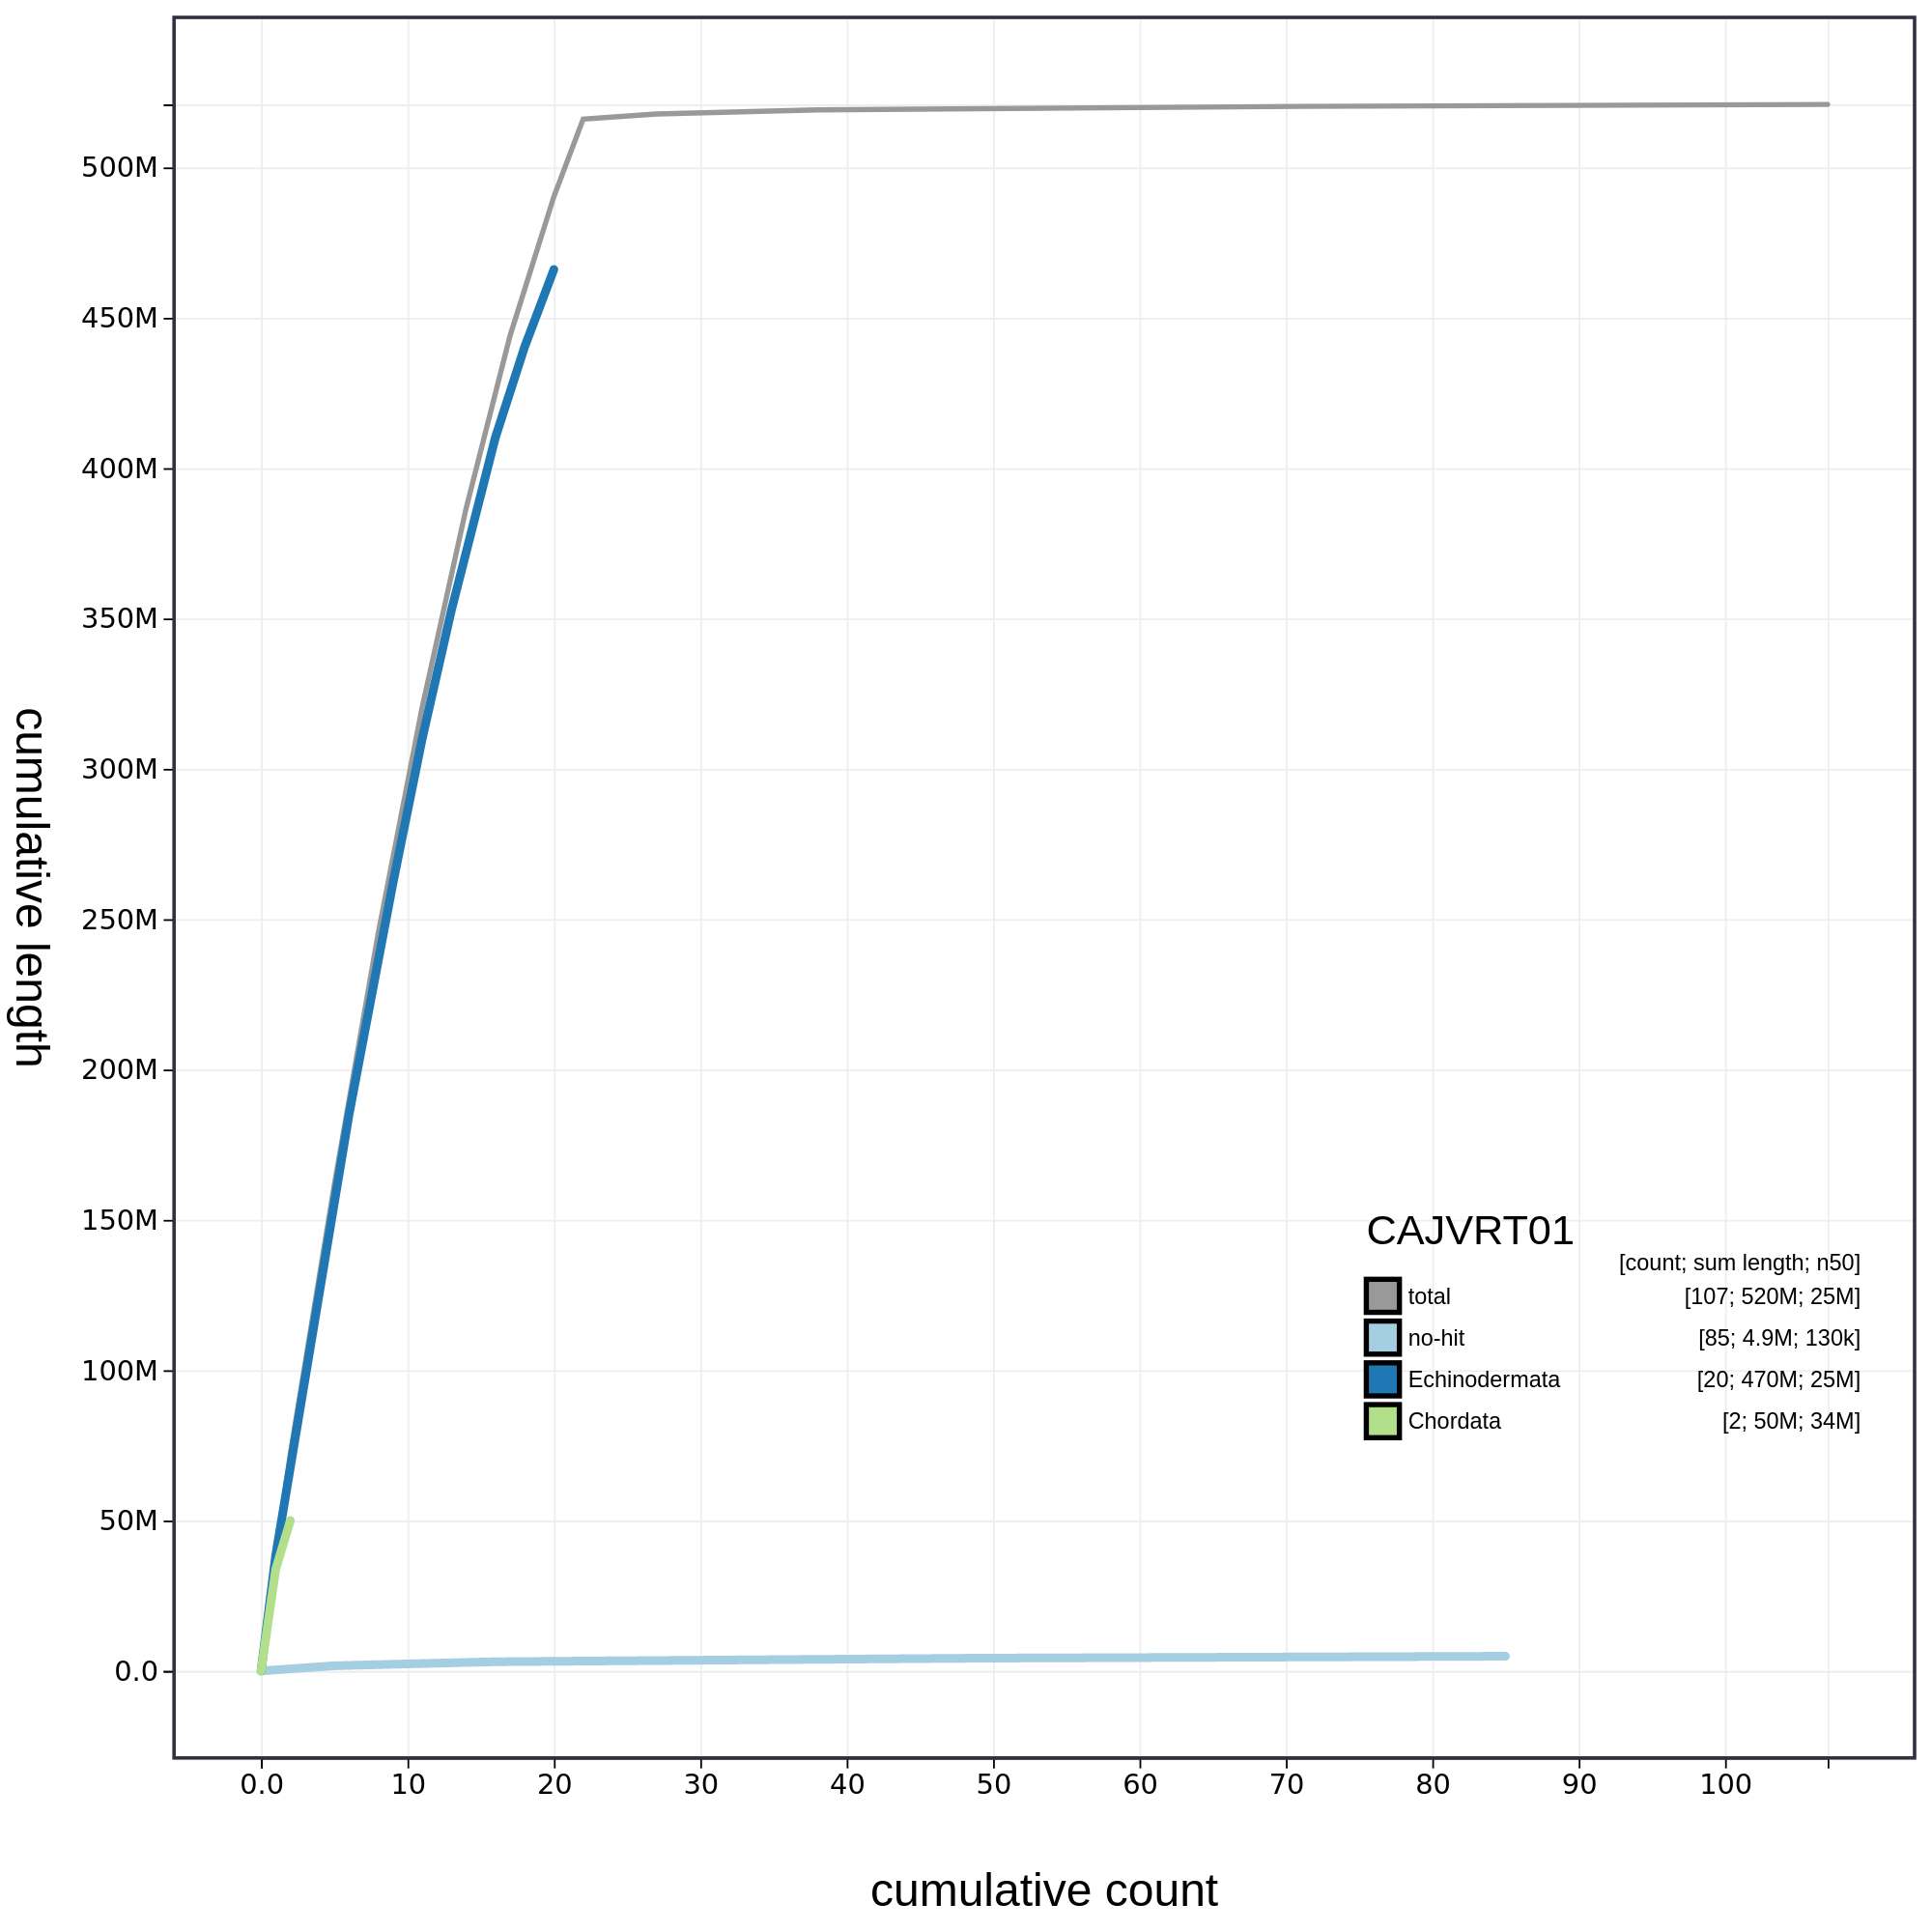 500M
450M
400M
350M
300M
250M
200M
150M
100M
50M
0.0
cumulative length
CAJVRT01
[count; sum length; n50]
total [107; 520M; 25M]
no-hit [85; 4.9M; 130k]
Echinodermata [20; 470M; 25M]
Chordata [2; 50M; 34M]
0.0 10 20 30 40 50 60 70 80 90 100
cumulative count